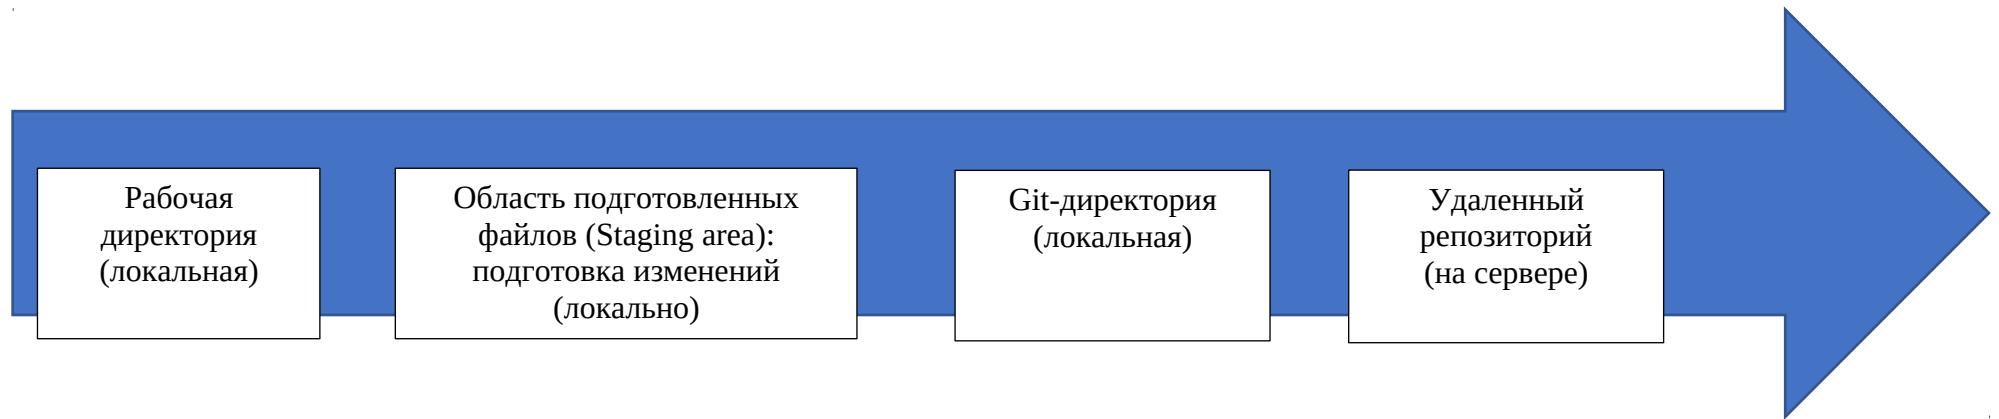 Рабочая
директория
(локальная)
Область подготовленных
файлов (Staging area):
подготовка изменений
(локально)
Git-директория
(локальная)
Удаленный
репозиторий
(на сервере)